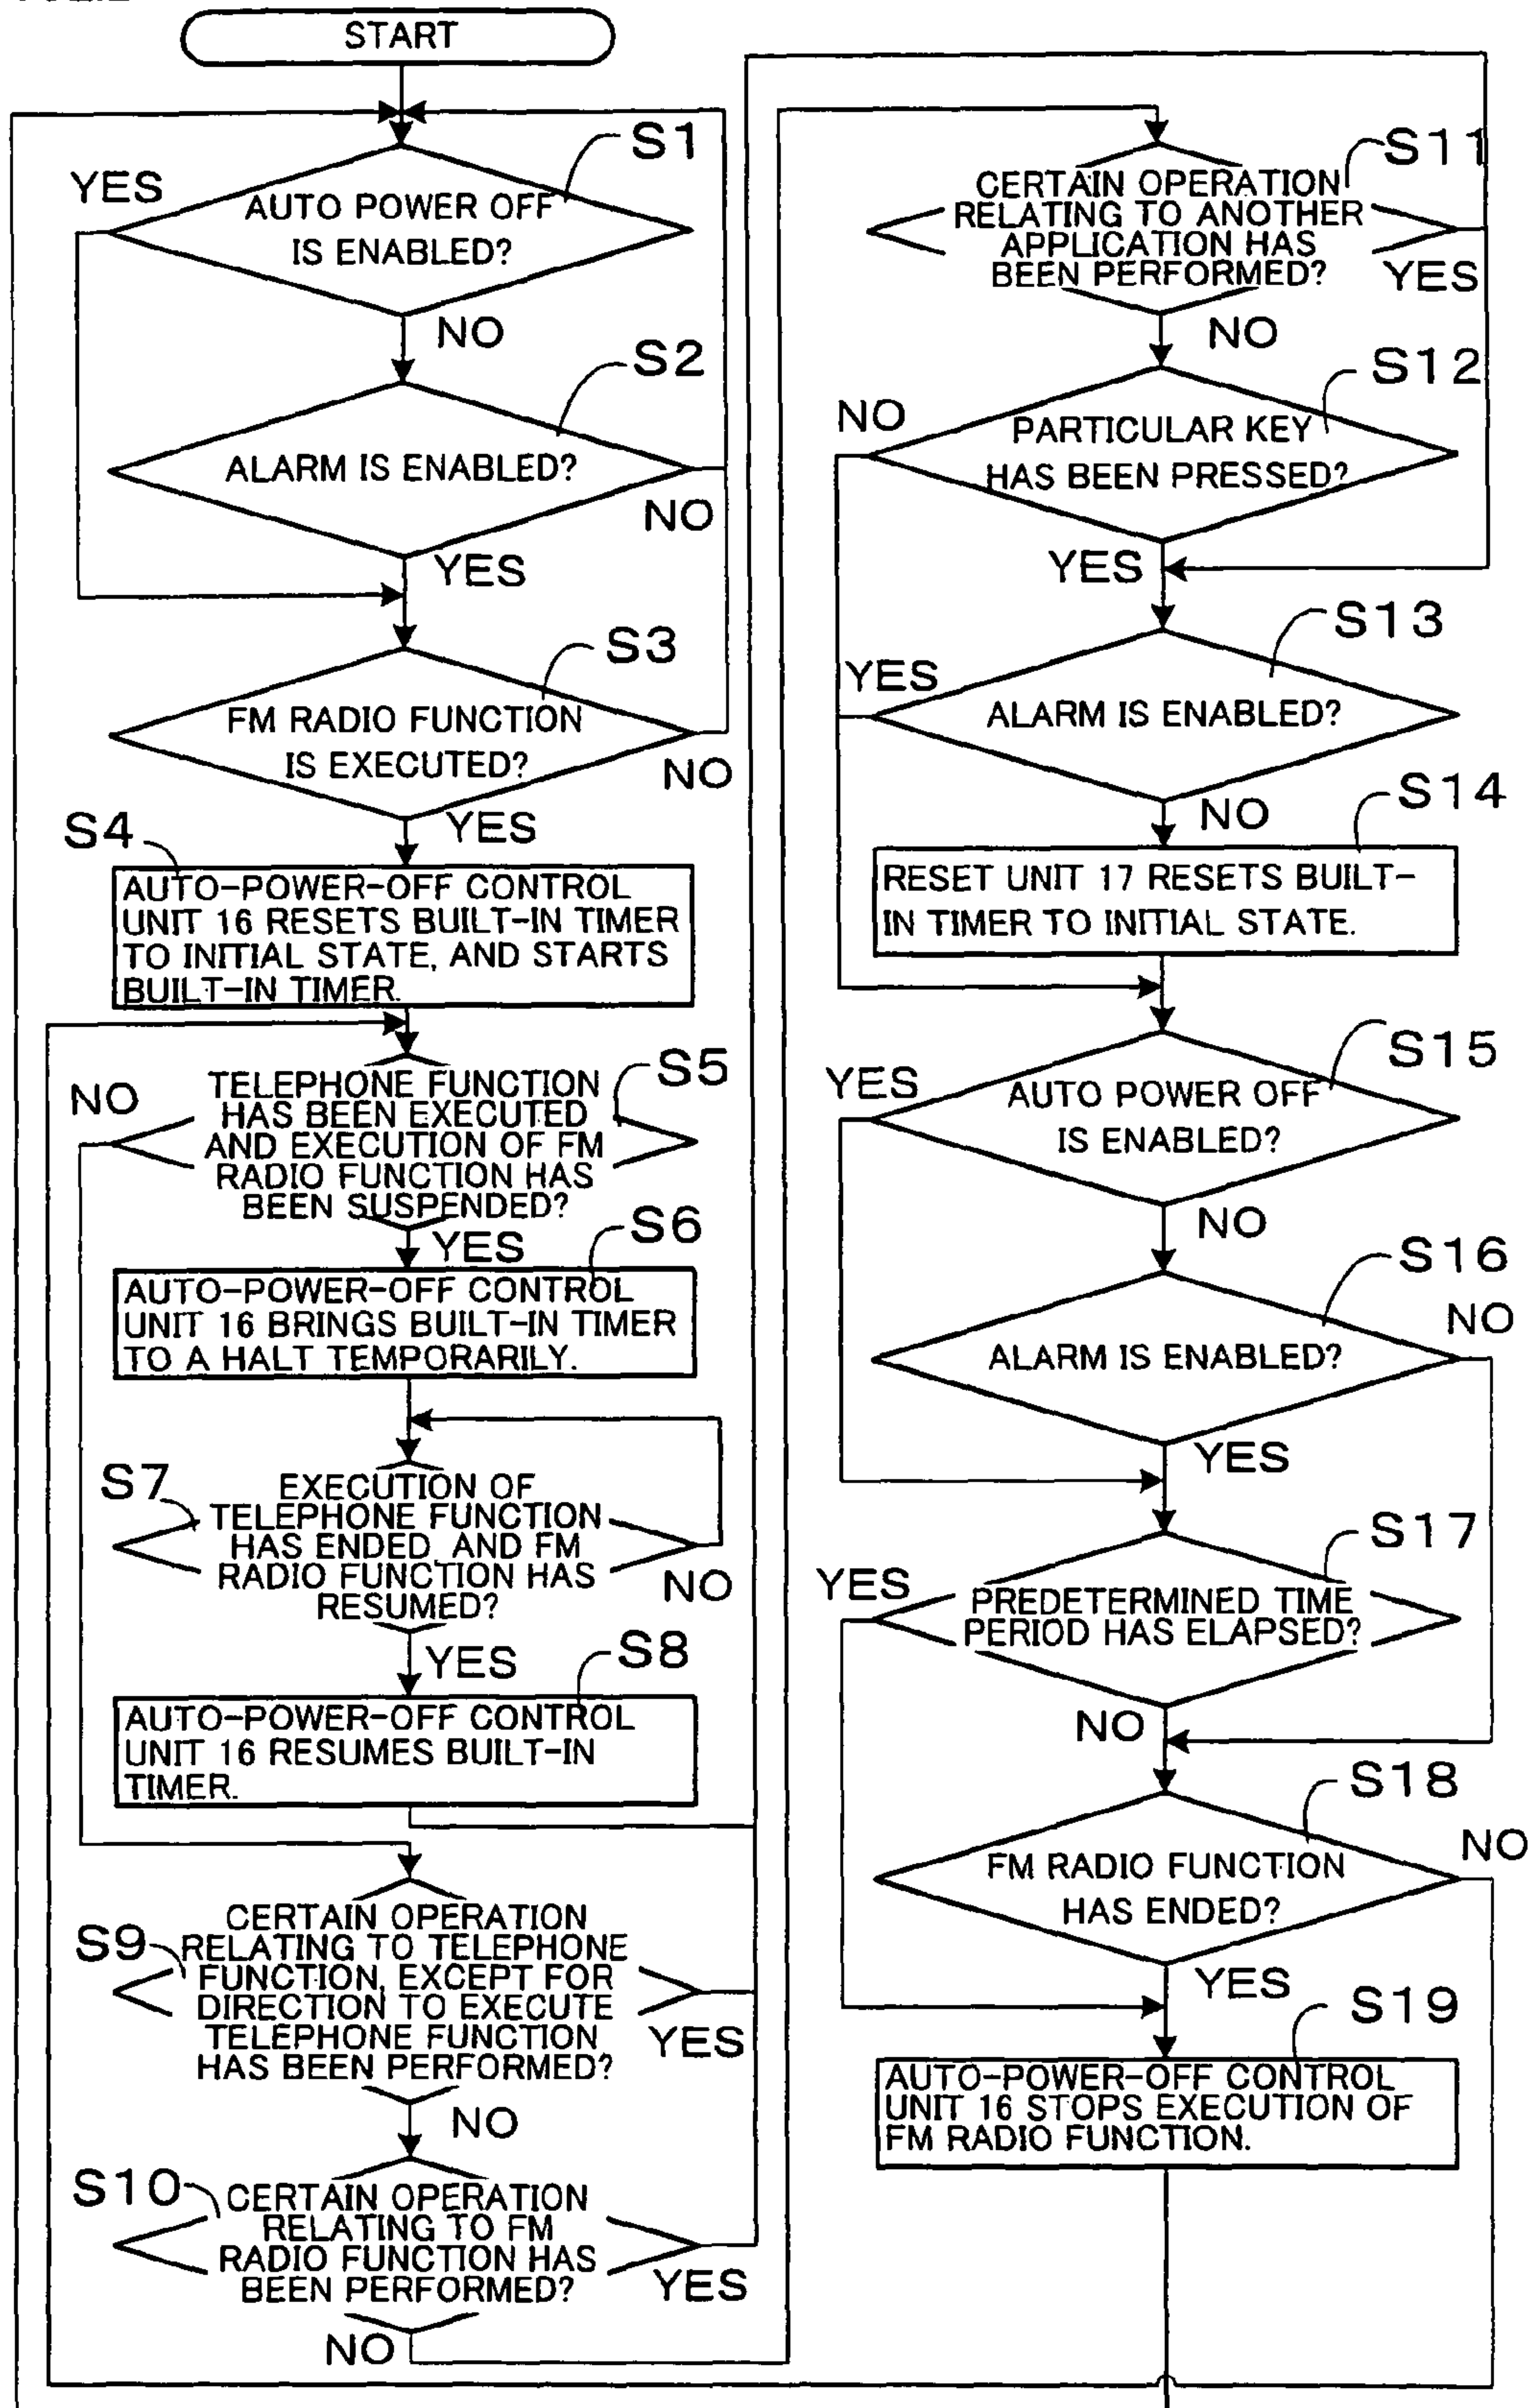 START
S1
YES
AUTO POWER OFF
IS ENABLED?
NO
S2
ALARM IS ENABLED?
NO
YES
S3
FM RADIO FUNCTION
IS EXECUTED?
NO
YES
S4
AUTO-POWER-OFF CONTROL
UNIT 16 RESETS BUILT-IN TIMER
TO INITIAL STATE, AND STARTS
BUILT-IN TIMER.
S5
NO
TELEPHONE FUNCTION
HAS BEEN EXECUTED
AND EXECUTION OF FM
RADIO FUNCTION HAS
BEEN SUSPENDED?
YES
S6
AUTO-POWER-OFF CONTROL
UNIT 16 BRINGS BUILT-IN TIMER
TO A HALT TEMPORARILY.
S7
EXECUTION OF
TELEPHONE FUNCTION
HAS ENDED AND FM
RADIO FUNCTION HAS
RESUMED?
NO
YES
S8
AUTO-POWER-OFF CONTROL
UNIT 16 RESUMES BUILT-IN
TIMER.
S9
CERTAIN OPERATION
RELATING TO TELEPHONE
FUNCTION, EXCEPT FOR
DIRECTION TO EXECUTE
TELEPHONE FUNCTION
HAS BEEN PERFORMED?
YES
NO
S10
CERTAIN OPERATION
RELATING TO FM
RADIO FUNCTION HAS
BEEN PERFORMED?
YES
NO
S11
CERTAIN OPERATION
RELATING TO ANOTHER
APPLICATION HAS
BEEN PERFORMED?
YES
NO
S12
NO
PARTICULAR KEY
HAS BEEN PRESSED?
YES
S13
YES
ALARM IS ENABLED?
NO
S14
RESET UNIT 17 RESETS BUILT-
IN TIMER TO INITIAL STATE.
S15
YES
AUTO POWER OFF
IS ENABLED?
NO
S16
NO
ALARM IS ENABLED?
YES
S17
YES
PREDETERMINED TIME
PERIOD HAS ELAPSED?
NO
S18
NO
FM RADIO FUNCTION
HAS ENDED?
YES
S19
AUTO-POWER-OFF CONTROL
UNIT 16 STOPS EXECUTION OF
FM RADIO FUNCTION.